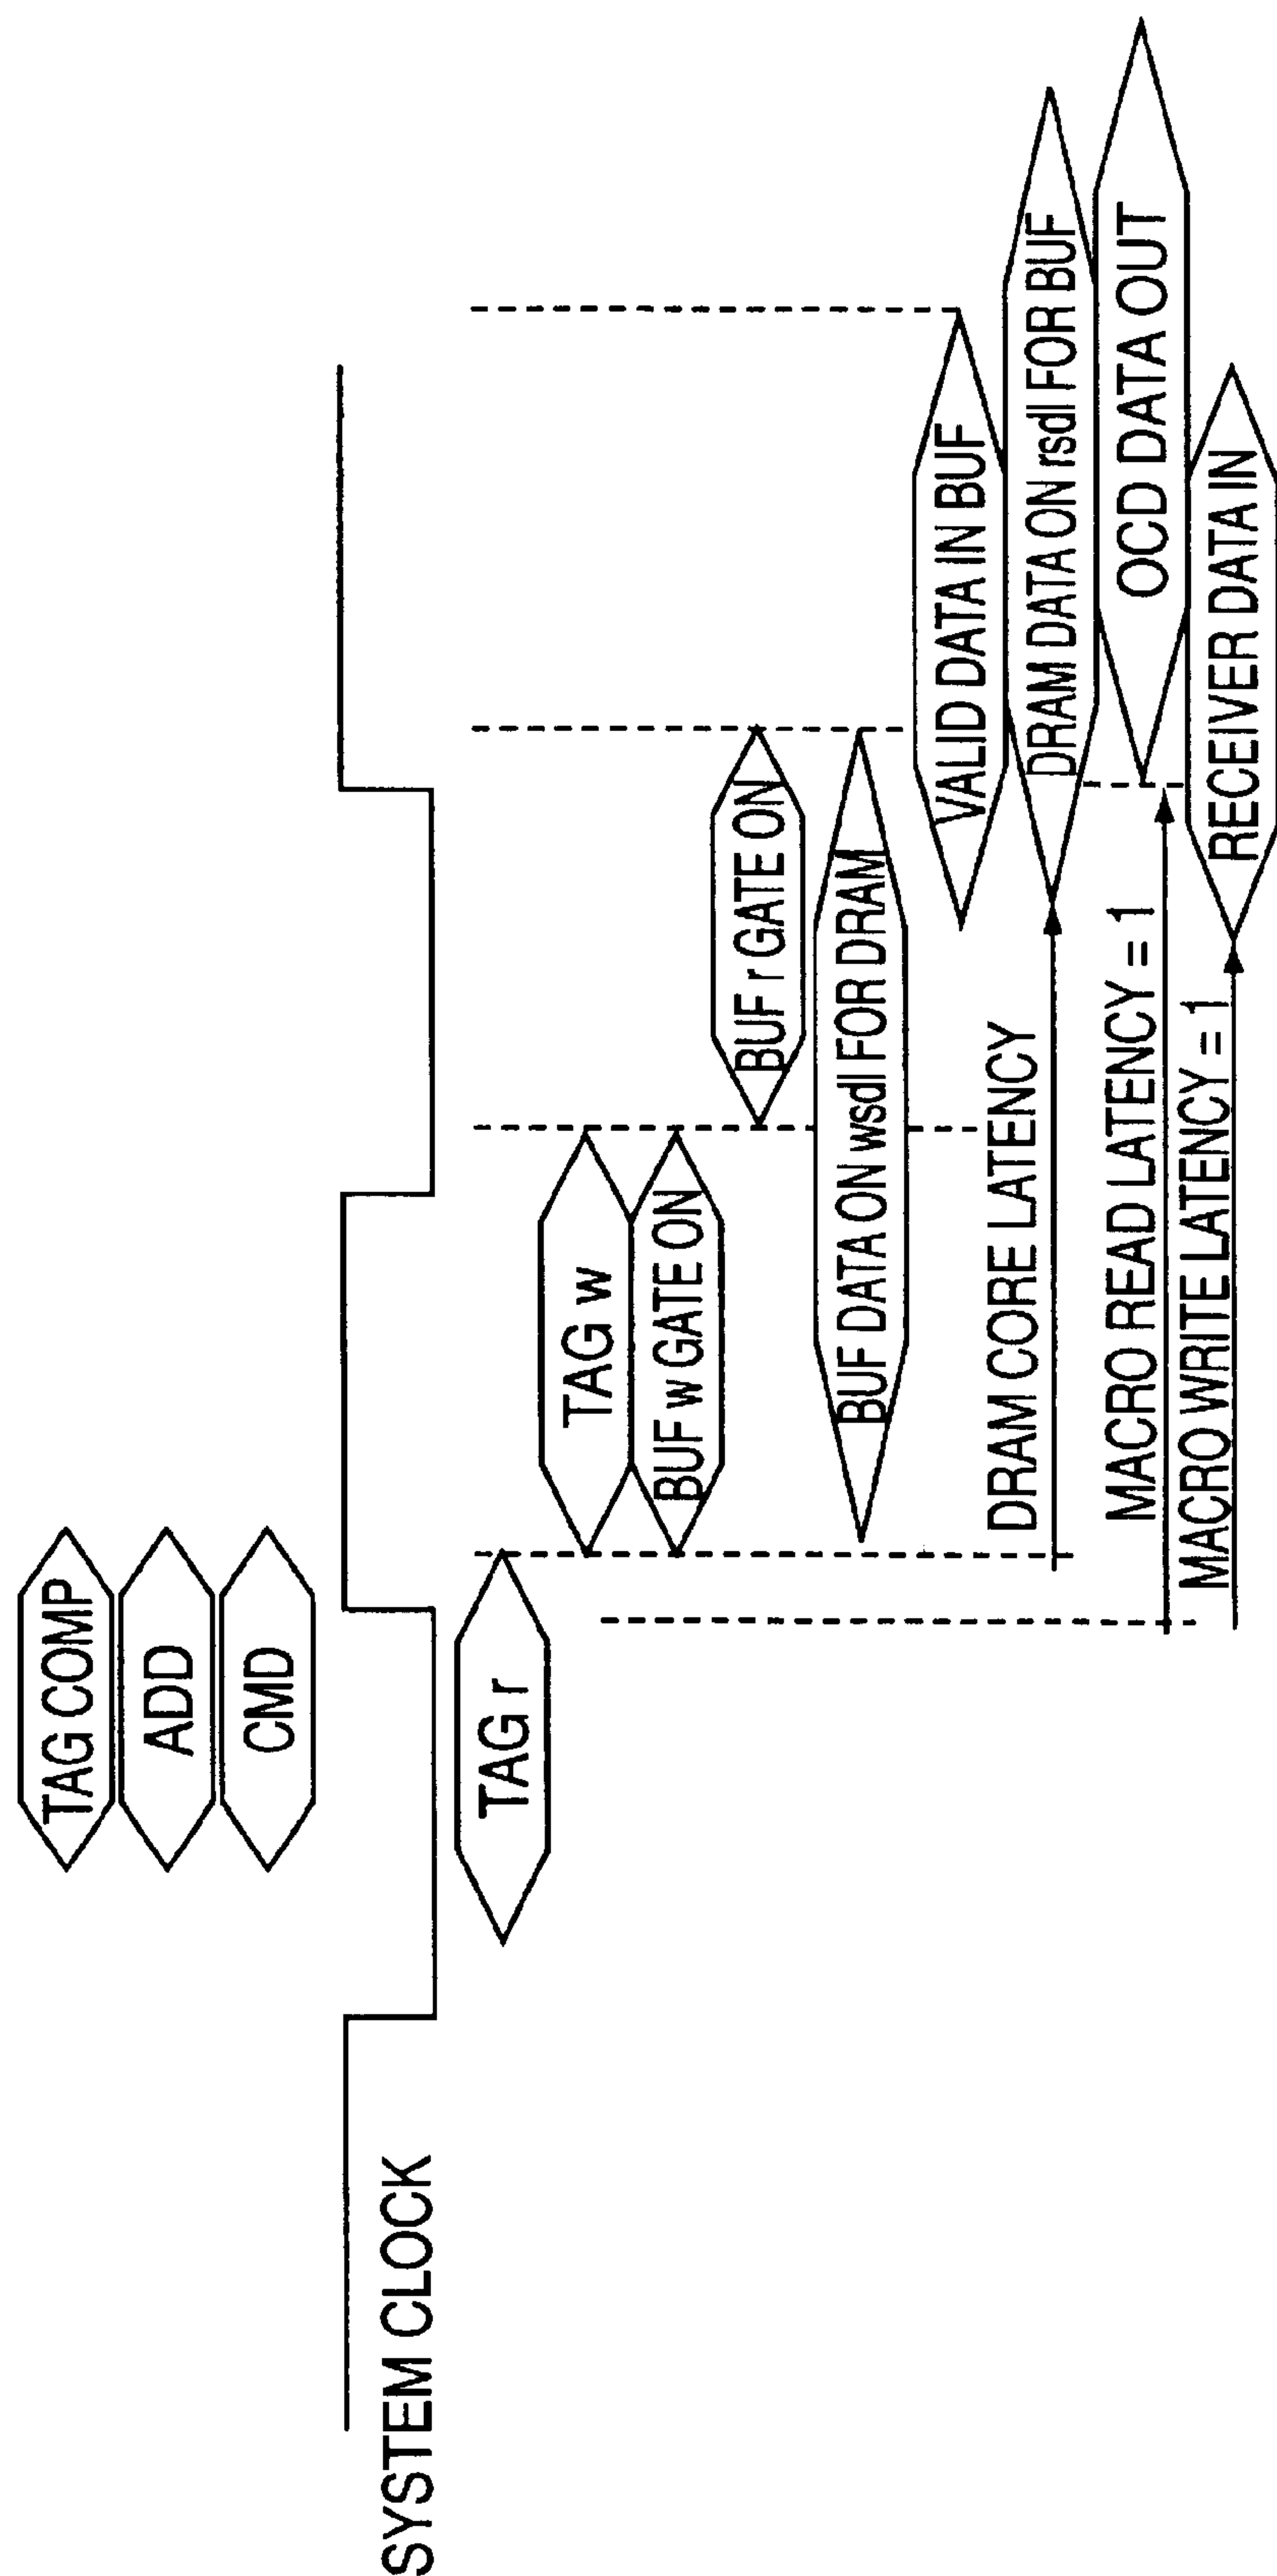 TAG COMP
ADD
CMD
SYSTEM CLOCK
TAG r
TAG w
BUF w GATE ON
BUF r GATE ON
BUF DATA ON wsdl FOR DRAM
VALID DATA IN BUF
DRAM CORE LATENCY
DRAM DATA ON rsdl FOR BUF
MACRO READ LATENCY = 1
OCD DATA OUT
MACRO WRITE LATENCY = 1
RECEIVER DATA IN